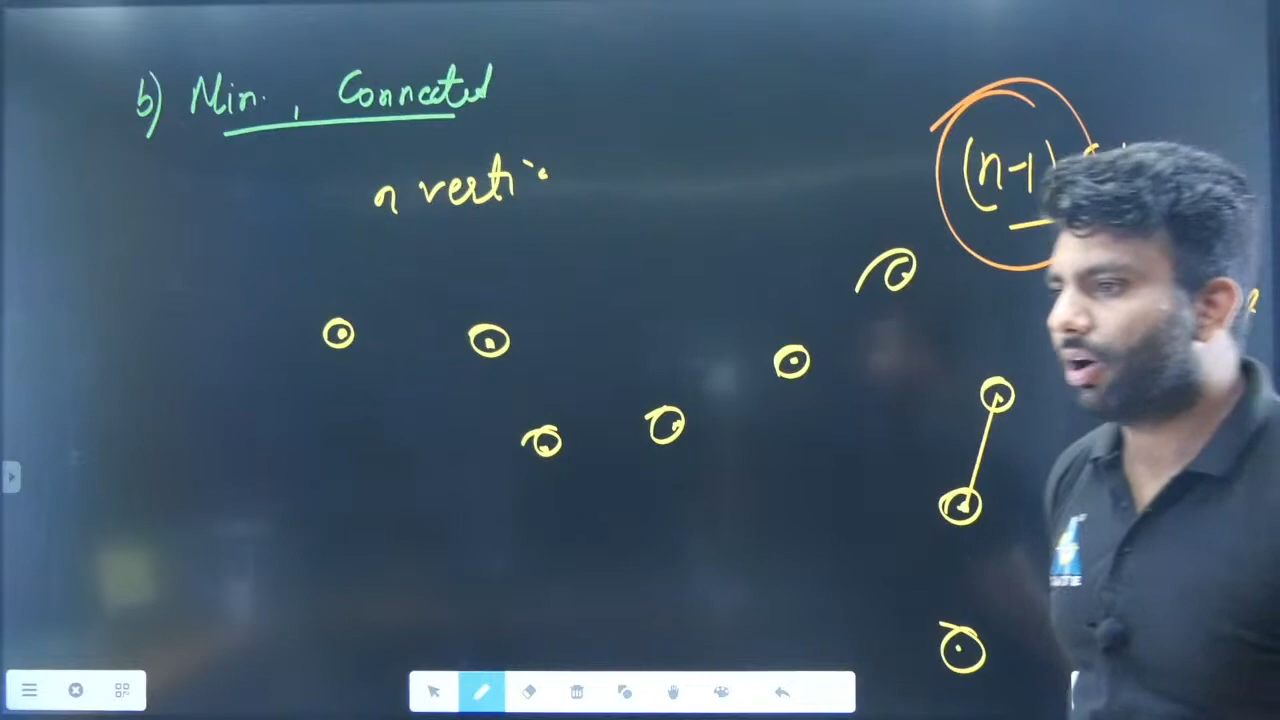 b) Min. , Connected
n verti
(n-1)